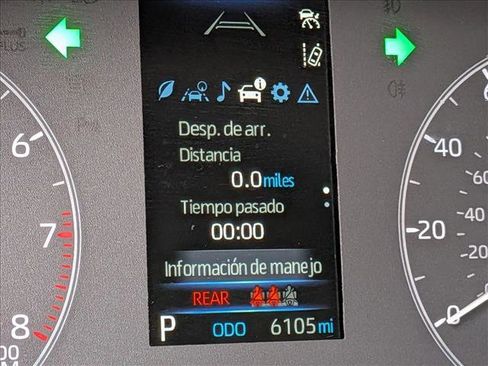 Desp. de arr.
Distancia
0.0 miles
Tiempo pasado
00:00
Información de manejo
REAR
P ODO 6105 mi
6
7
8
40
20
0
60
40
20
0